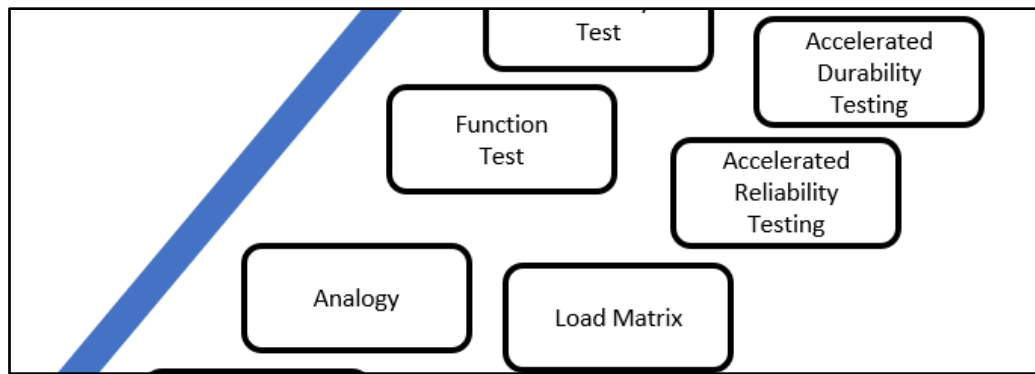 Test
Accelerated
Durability
Testing
Function
Test
Accelerated
Reliability
Testing
Analogy
Load Matrix